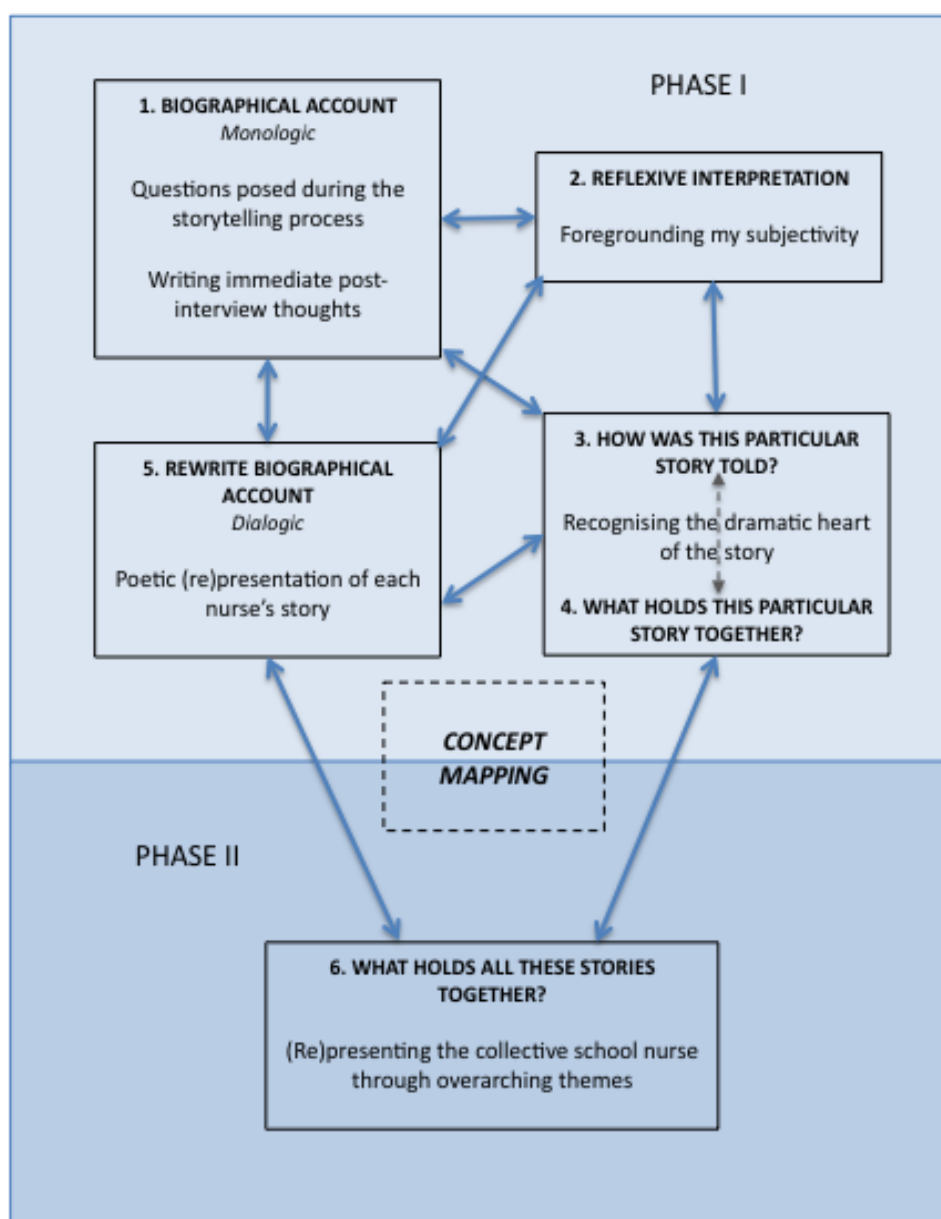 PHASE I
1. BIOGRAPHICAL ACCOUNT
Monologic
Questions posed during the
storytelling process
Writing immediate post-
interview thoughts
2. REFLEXIVE INTERPRETATION
Foregrounding my subjectivity
3. HOW WAS THIS PARTICULAR
STORY TOLD?
Recognising the dramatic heart
of the story
4. WHAT HOLDS THIS PARTICULAR
STORY TOGETHER?
5. REWRITE BIOGRAPHICAL
ACCOUNT
Dialogic
Poetic (re)presentation of each
nurse's story
CONCEPT
MAPPING
PHASE II
6. WHAT HOLDS ALL THESE STORIES
TOGETHER?
(Re)presenting the collective school nurse
through overarching themes